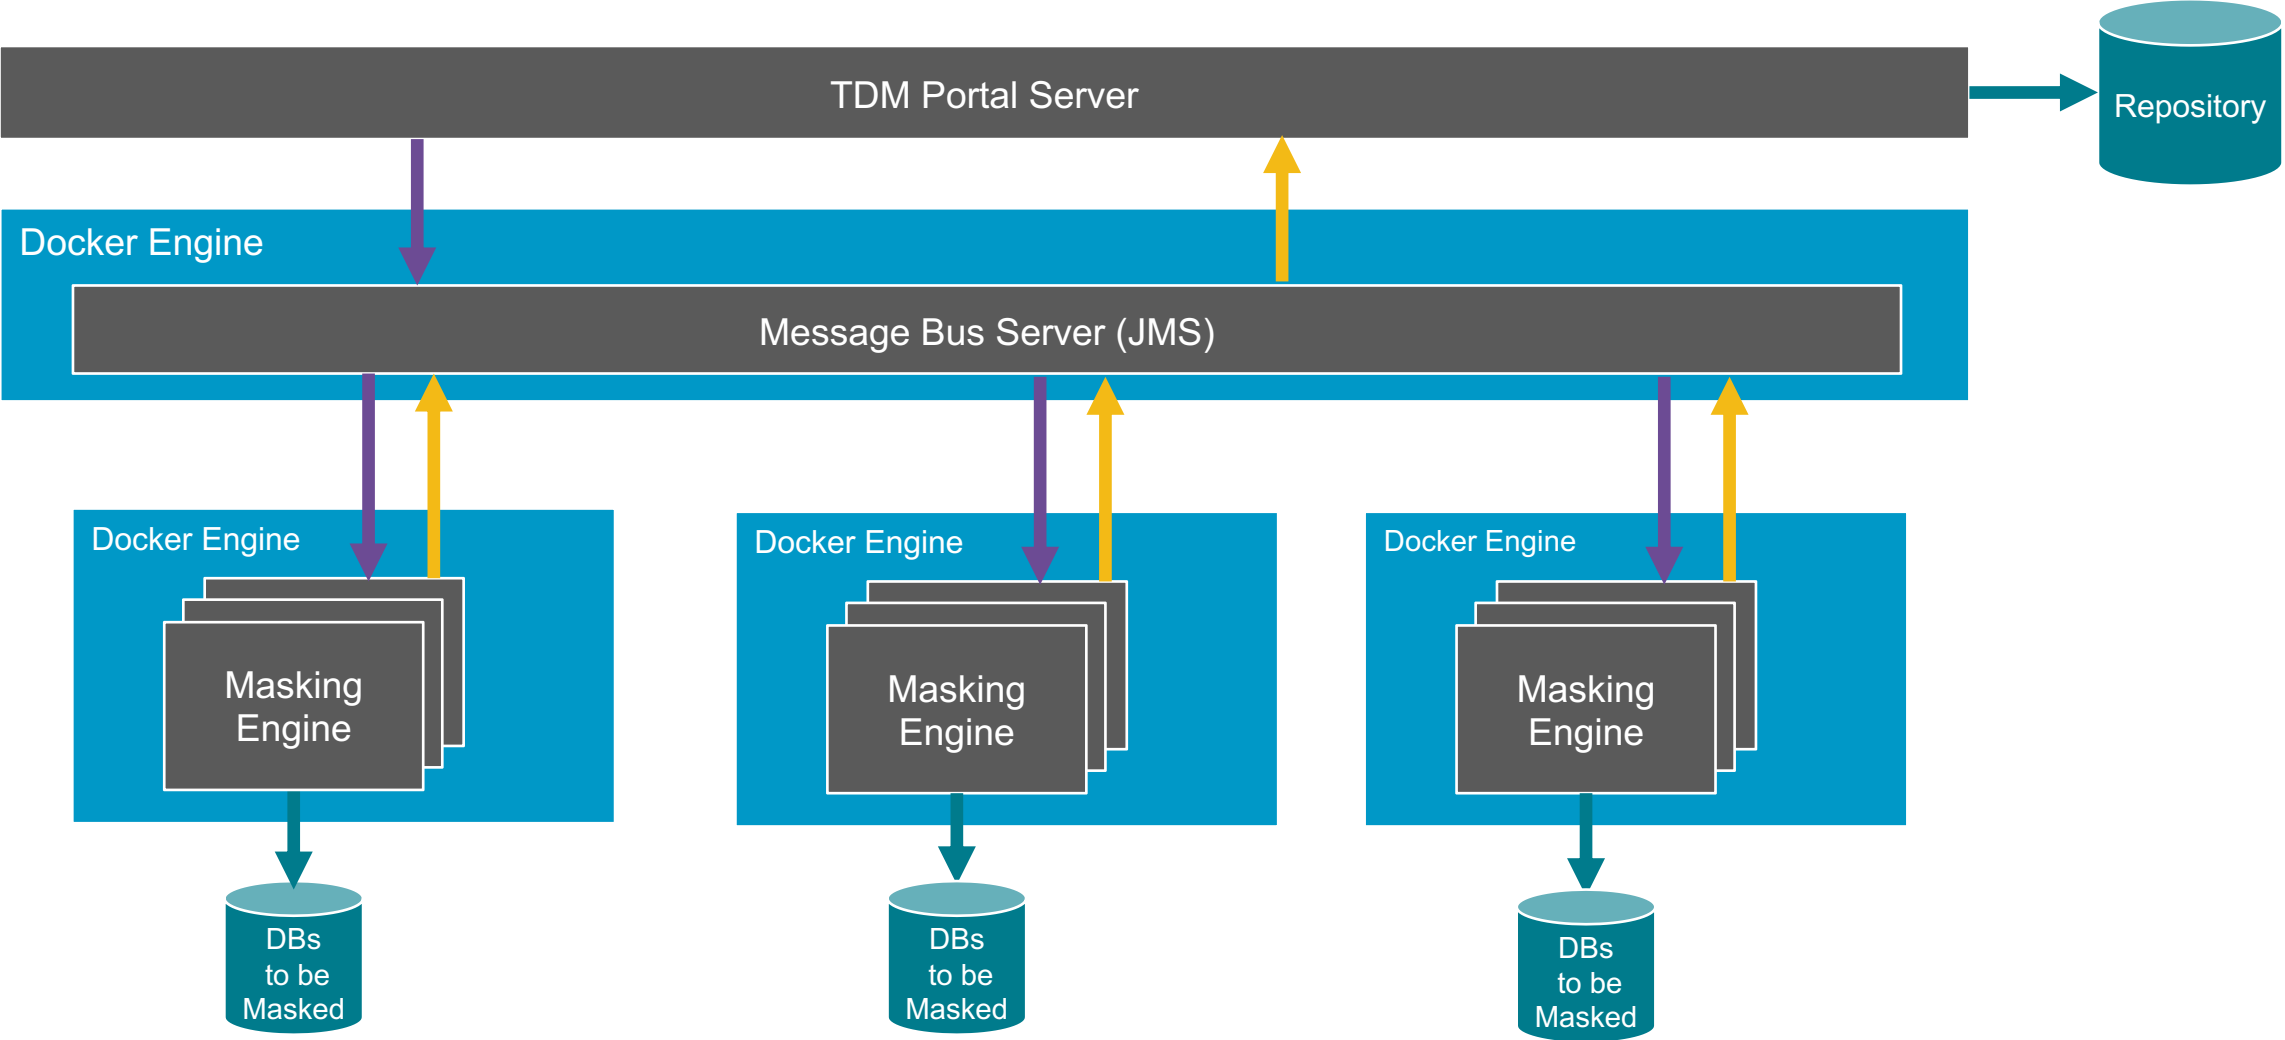 TDM Portal Server
Repository
Docker Engine
Message Bus Server (JMS)
Docker Engine
Masking
Engine
DBs
to be
Masked
Docker Engine
Masking
Engine
DBs
to be
Masked
Docker Engine
Masking
Engine
DBs
to be
Masked